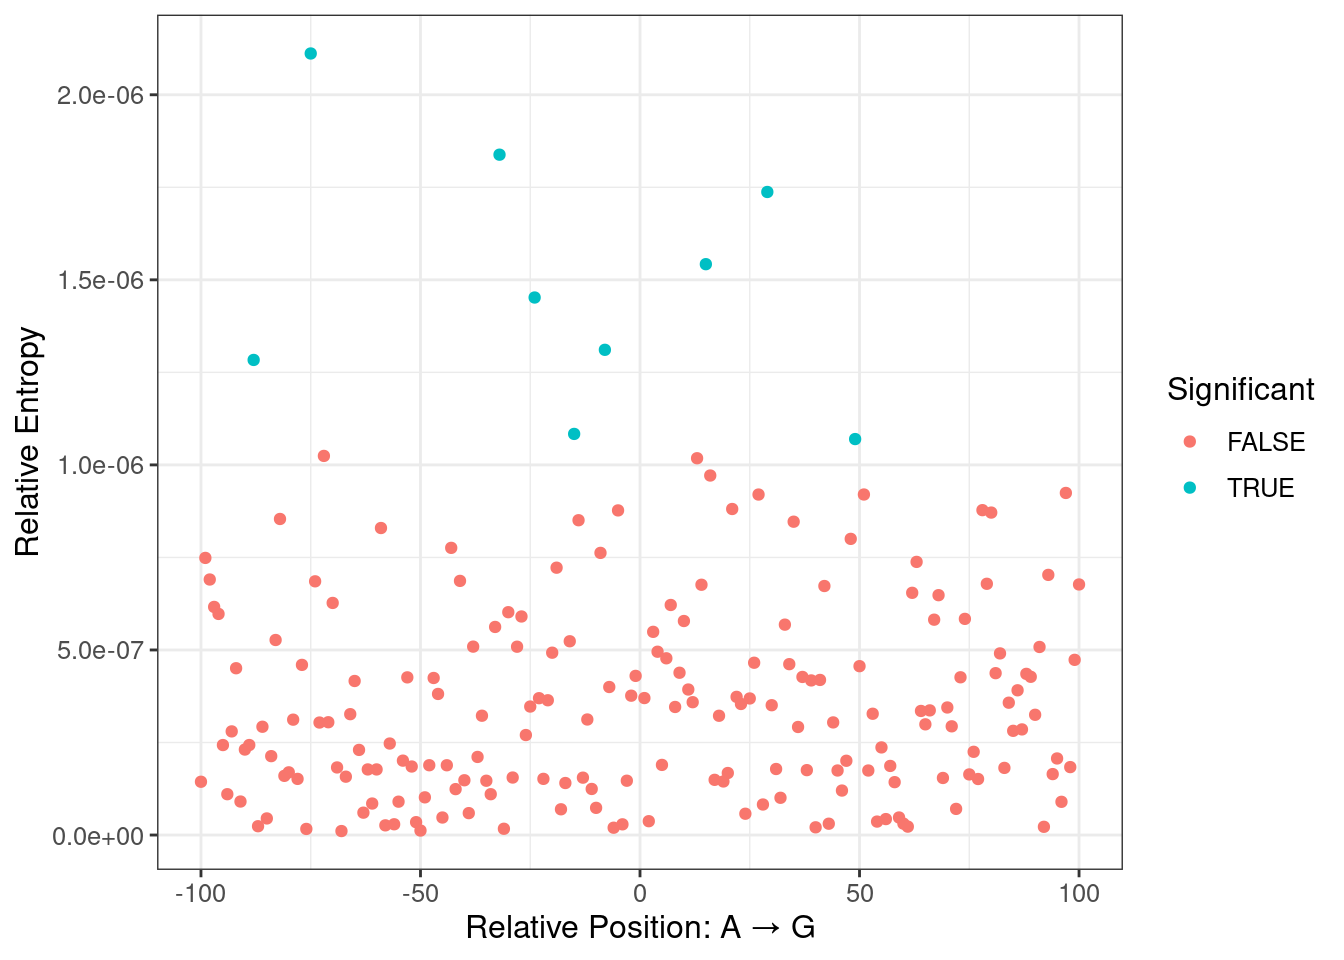 2.0e-06
1.5e-06
1.0e-06
5.0e-07
0.0e+00
Relative Entropy
-100 -50 0 50 100
Relative Position: A → G
Significant
FALSE
TRUE